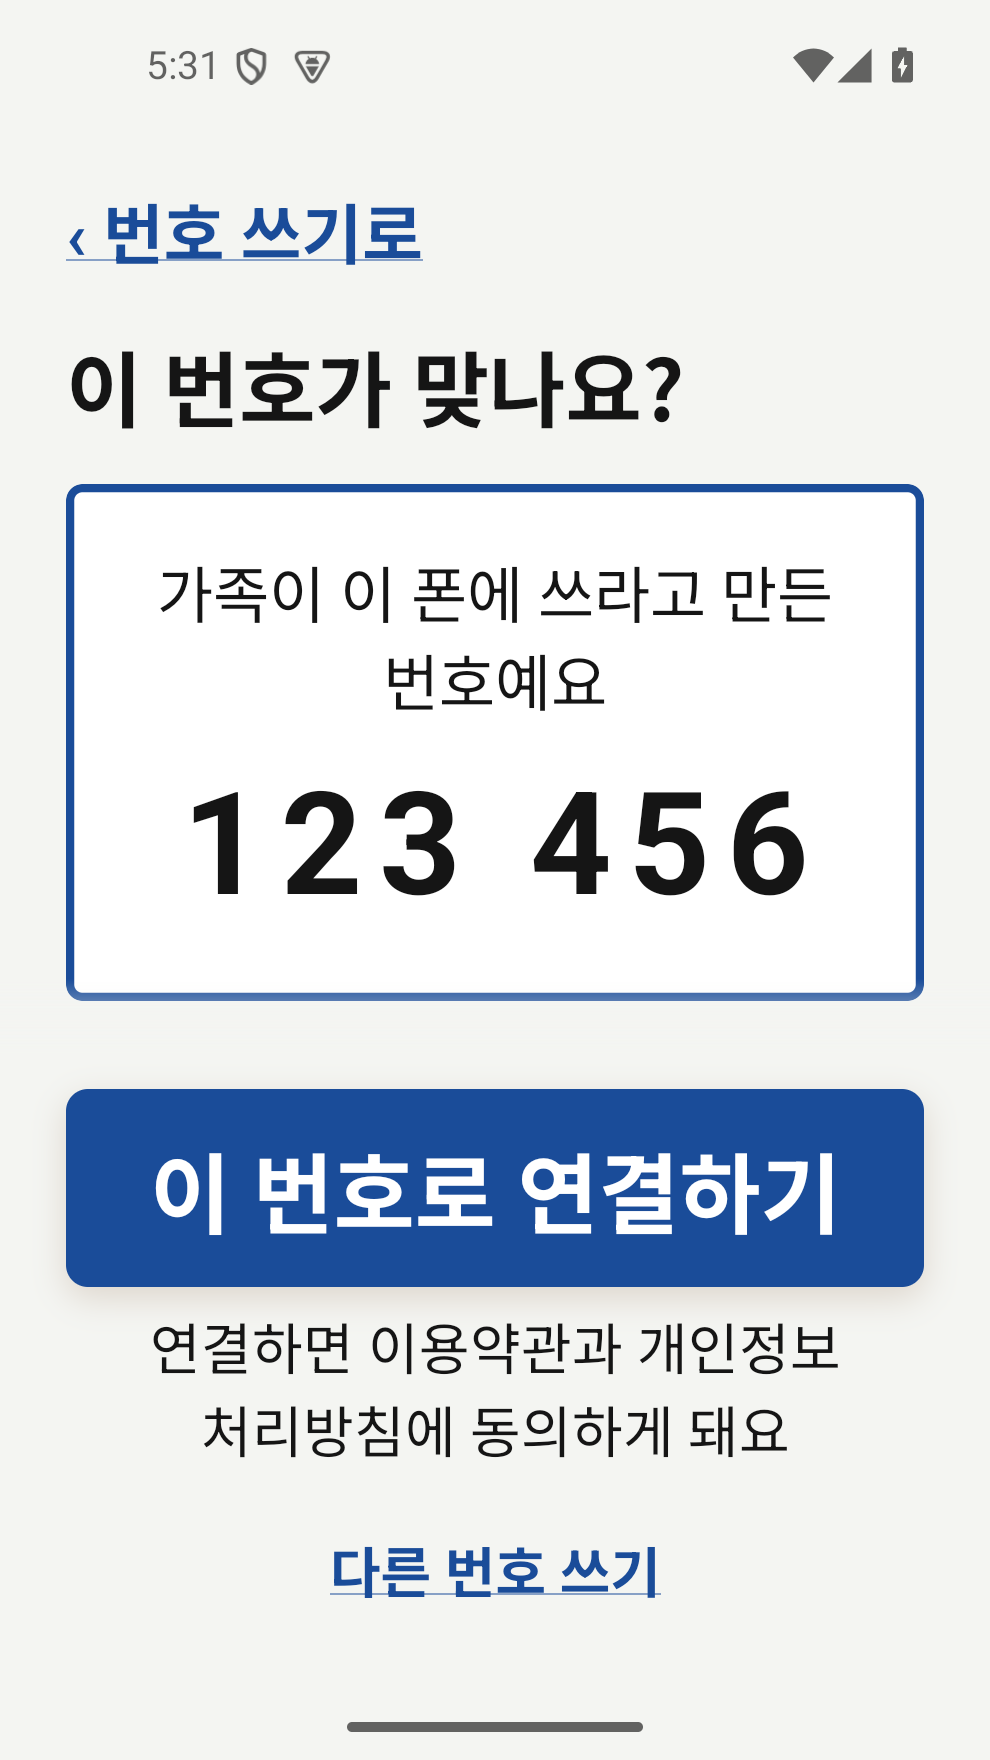 5:31
‹ 번호 쓰기로
이 번호가 맞나요?
가족이 이 폰에 쓰라고 만든
번호예요
123 456
이 번호로 연결하기
연결하면 이용약관과 개인정보
처리방침에 동의하게 돼요
다른 번호 쓰기